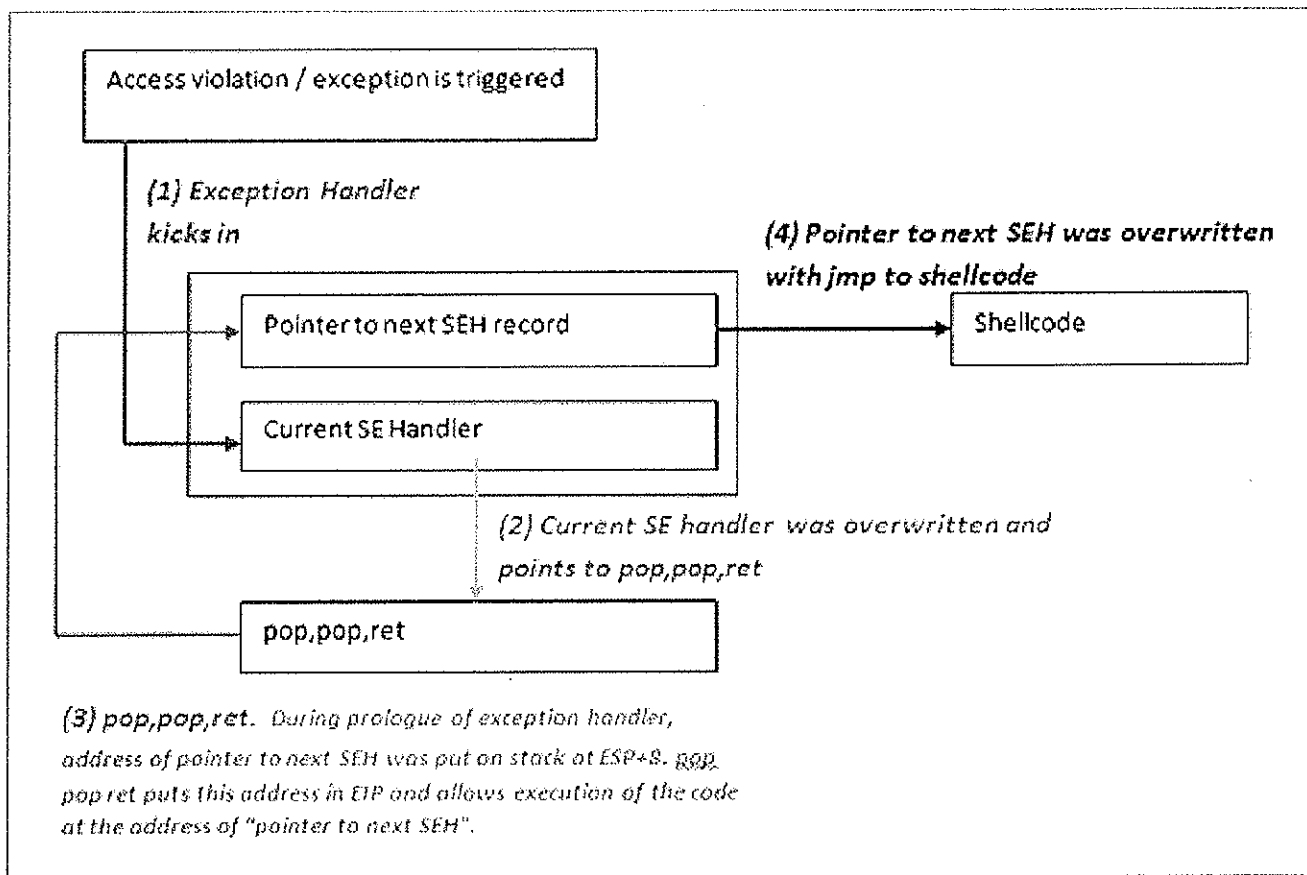 Access violation / exception is triggered
(1) Exception Handler
kicks in
(4) Pointer to next SEH was overwritten
with jmp to shellcode
Pointer to next SEH record
Shellcode
Current SE Handler
(2) Current SE handler was overwritten and
points to pop,pop,ret
pop,pop,ret
(3) pop,pop,ret. During prologue of exception handler,
address of pointer to next SEH was put on stack at ESP+8. pop
pop ret puts this address in EIP and allows execution of the code
at the address of "pointer to next SEH".